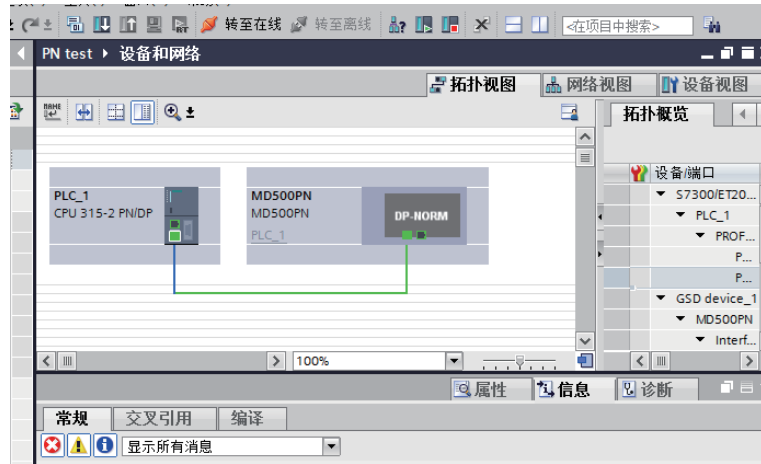 转至在线 转至离线 <在项目中搜索>
PN test 设备和网络
拓扑视图 网络视图 设备视图
拓扑概览
设备/端口
PLC_1
CPU 315-2 PN/DP
MD500PN
MD500PN
PLC_1
DP-NORM
S7300/ET20...
PLC_1
PROF...
P...
P...
GSD device_1
MD500PN
Interf...
100%
属性 信息 诊断
常规 交叉引用 编译
显示所有消息